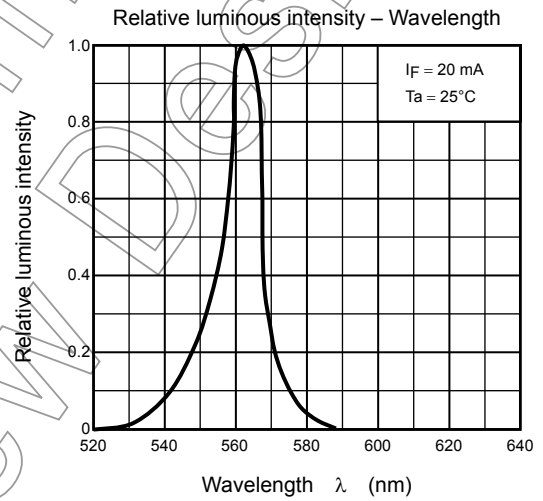 Relative luminous intensity – Wavelength
IF = 20 mA
Ta = 25°C
Relative luminous intensity
1.0
0.8
0.6
0.4
0.2
0
520 540 560 580 600 620 640
Wavelength λ (nm)